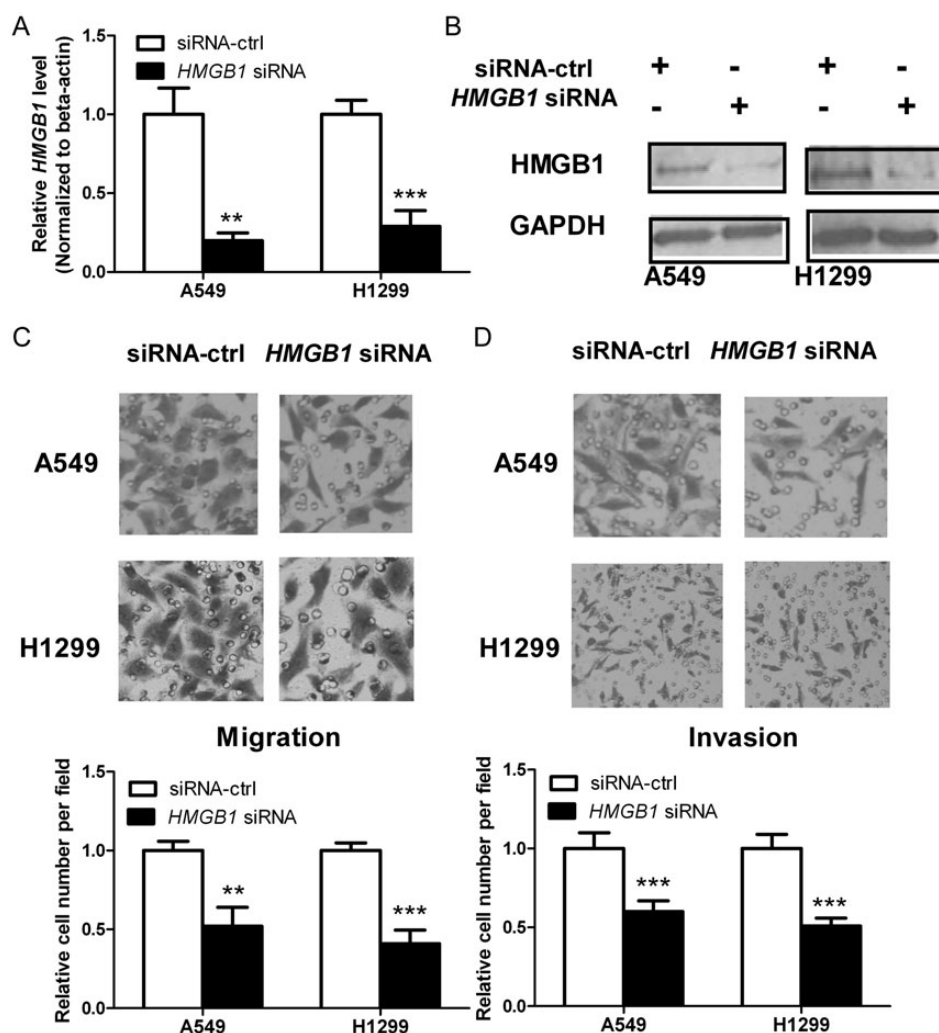 A
Relative HMGB1 level
(Normalized to beta-actin)
1.5
1.0
0.5
0.0
siRNA-ctrl
HMGB1 siRNA
**
***
A549 H1299
B
siRNA-ctrl + - + -
HMGB1 siRNA - + - +
HMGB1
GAPDH
A549 H1299
C
siRNA-ctrl HMGB1 siRNA
A549
H1299
Migration
Relative cell number per field
1.5
1.0
0.5
0.0
siRNA-ctrl
HMGB1 siRNA
**
***
A549 H1299
D
siRNA-ctrl HMGB1 siRNA
A549
H1299
Invasion
Relative cell number per field
1.5
1.0
0.5
0.0
siRNA-ctrl
HMGB1 siRNA
***
***
A549 H1299